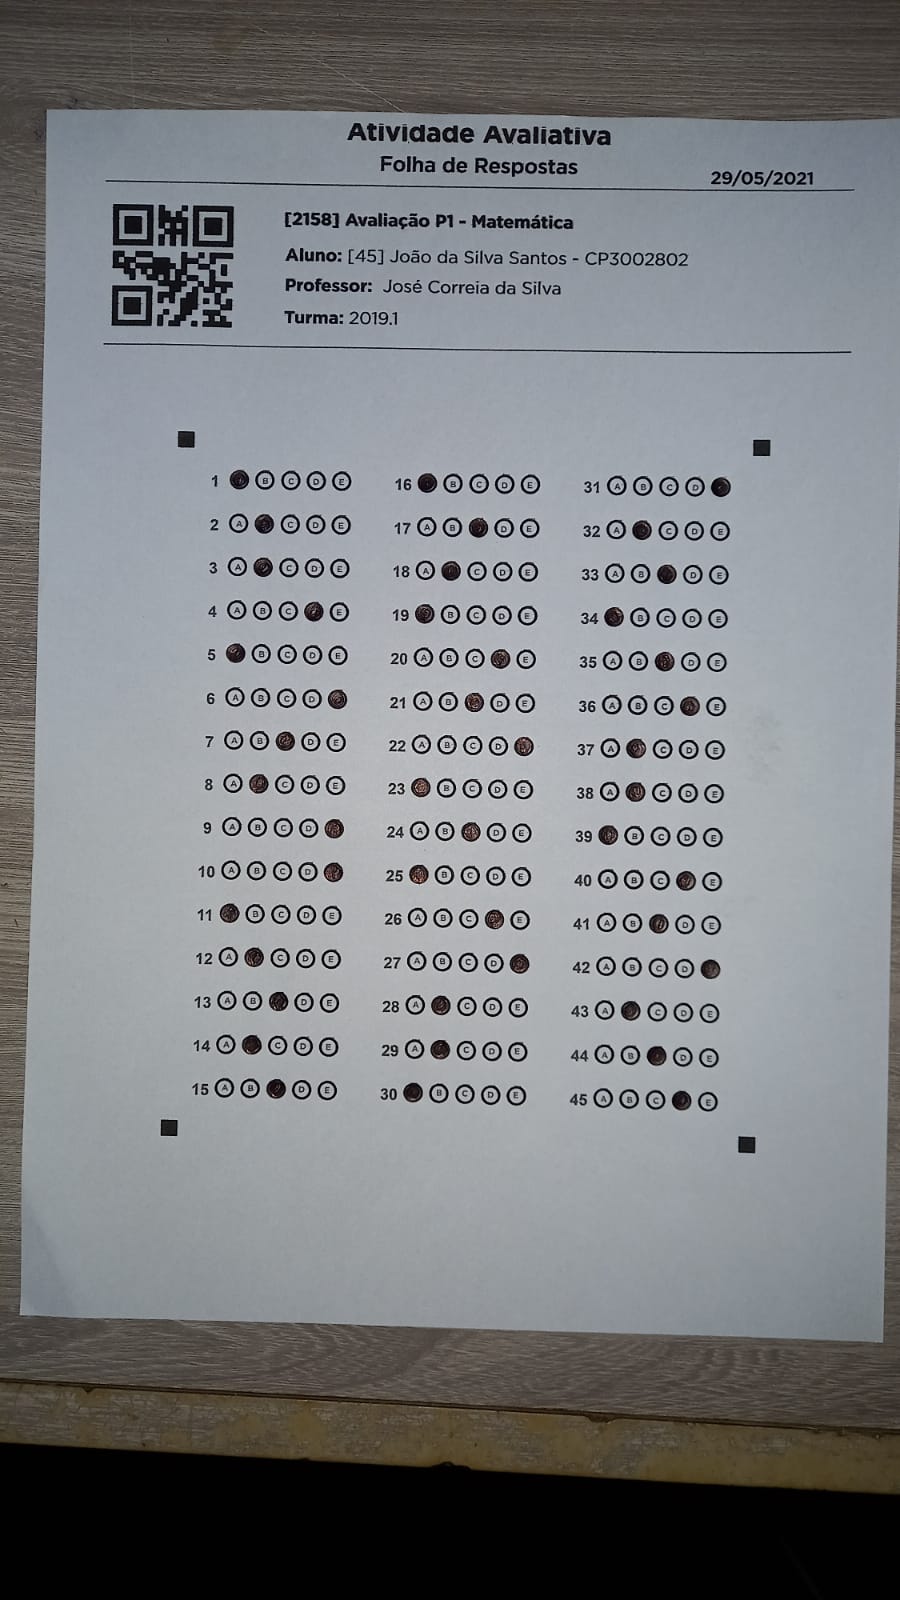 Atividade Avaliativa
Folha de Respostas
29/05/2021
[2158] Avaliação P1 - Matemática
Aluno: [45] João da Silva Santos - CP3002802
Professor: José Correia da Silva
Turma: 2019.1
1 B C D E 16 B C D E 31 A B C D
2 A C D E 17 A B D E 32 A C D E
3 A C D E 18 A C D E 33 A B D E
4 A B C E 19 B C D E 34 B C D E
5 B C D E 20 A B C E 35 A B D E
6 A B C D 21 A B D E 36 A B C E
7 A B D E 22 A B C D 37 A C D E
8 A C D E 23 B C D E 38 A C D E
9 A B C D 24 A B D E 39 B C D E
10 A B C D 25 B C D E 40 A B C E
11 B C D E 26 A B C E 41 A B D E
12 A C D E 27 A B C D 42 A B C D
13 A B D E 28 A C D E 43 A C D E
14 A C D E 29 A C D E 44 A B D E
15 A B D E 30 B C D E 45 A B C E